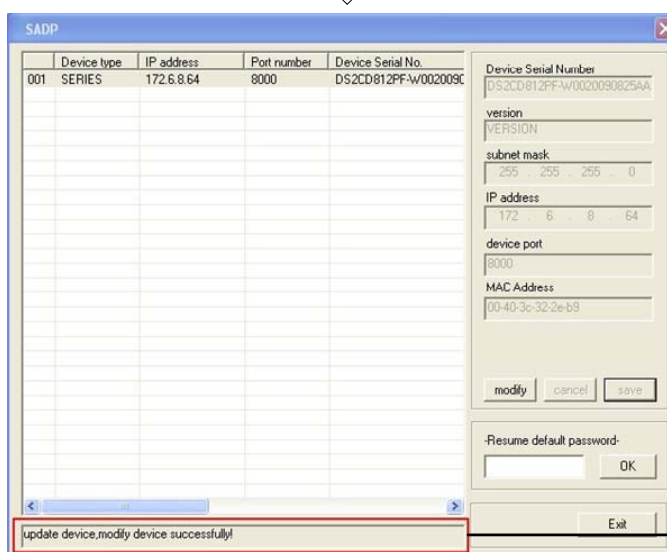 SADP
Device type IP address Port number Device Serial No.
001 SERIES 172.6.8.64 8000 DS2CD812PF-W0020090
Device Serial Number
DS2CD812PF-W0020090825AA
version
VERSION
subnet mask
255 . 255 . 255 . 0
IP address
172 . 6 . 8 . 64
device port
8000
MAC Address
00-40-3c-32-2e-b9
modify cancel save
-Resume default password-
OK
Exit
update device,modify device successfully!